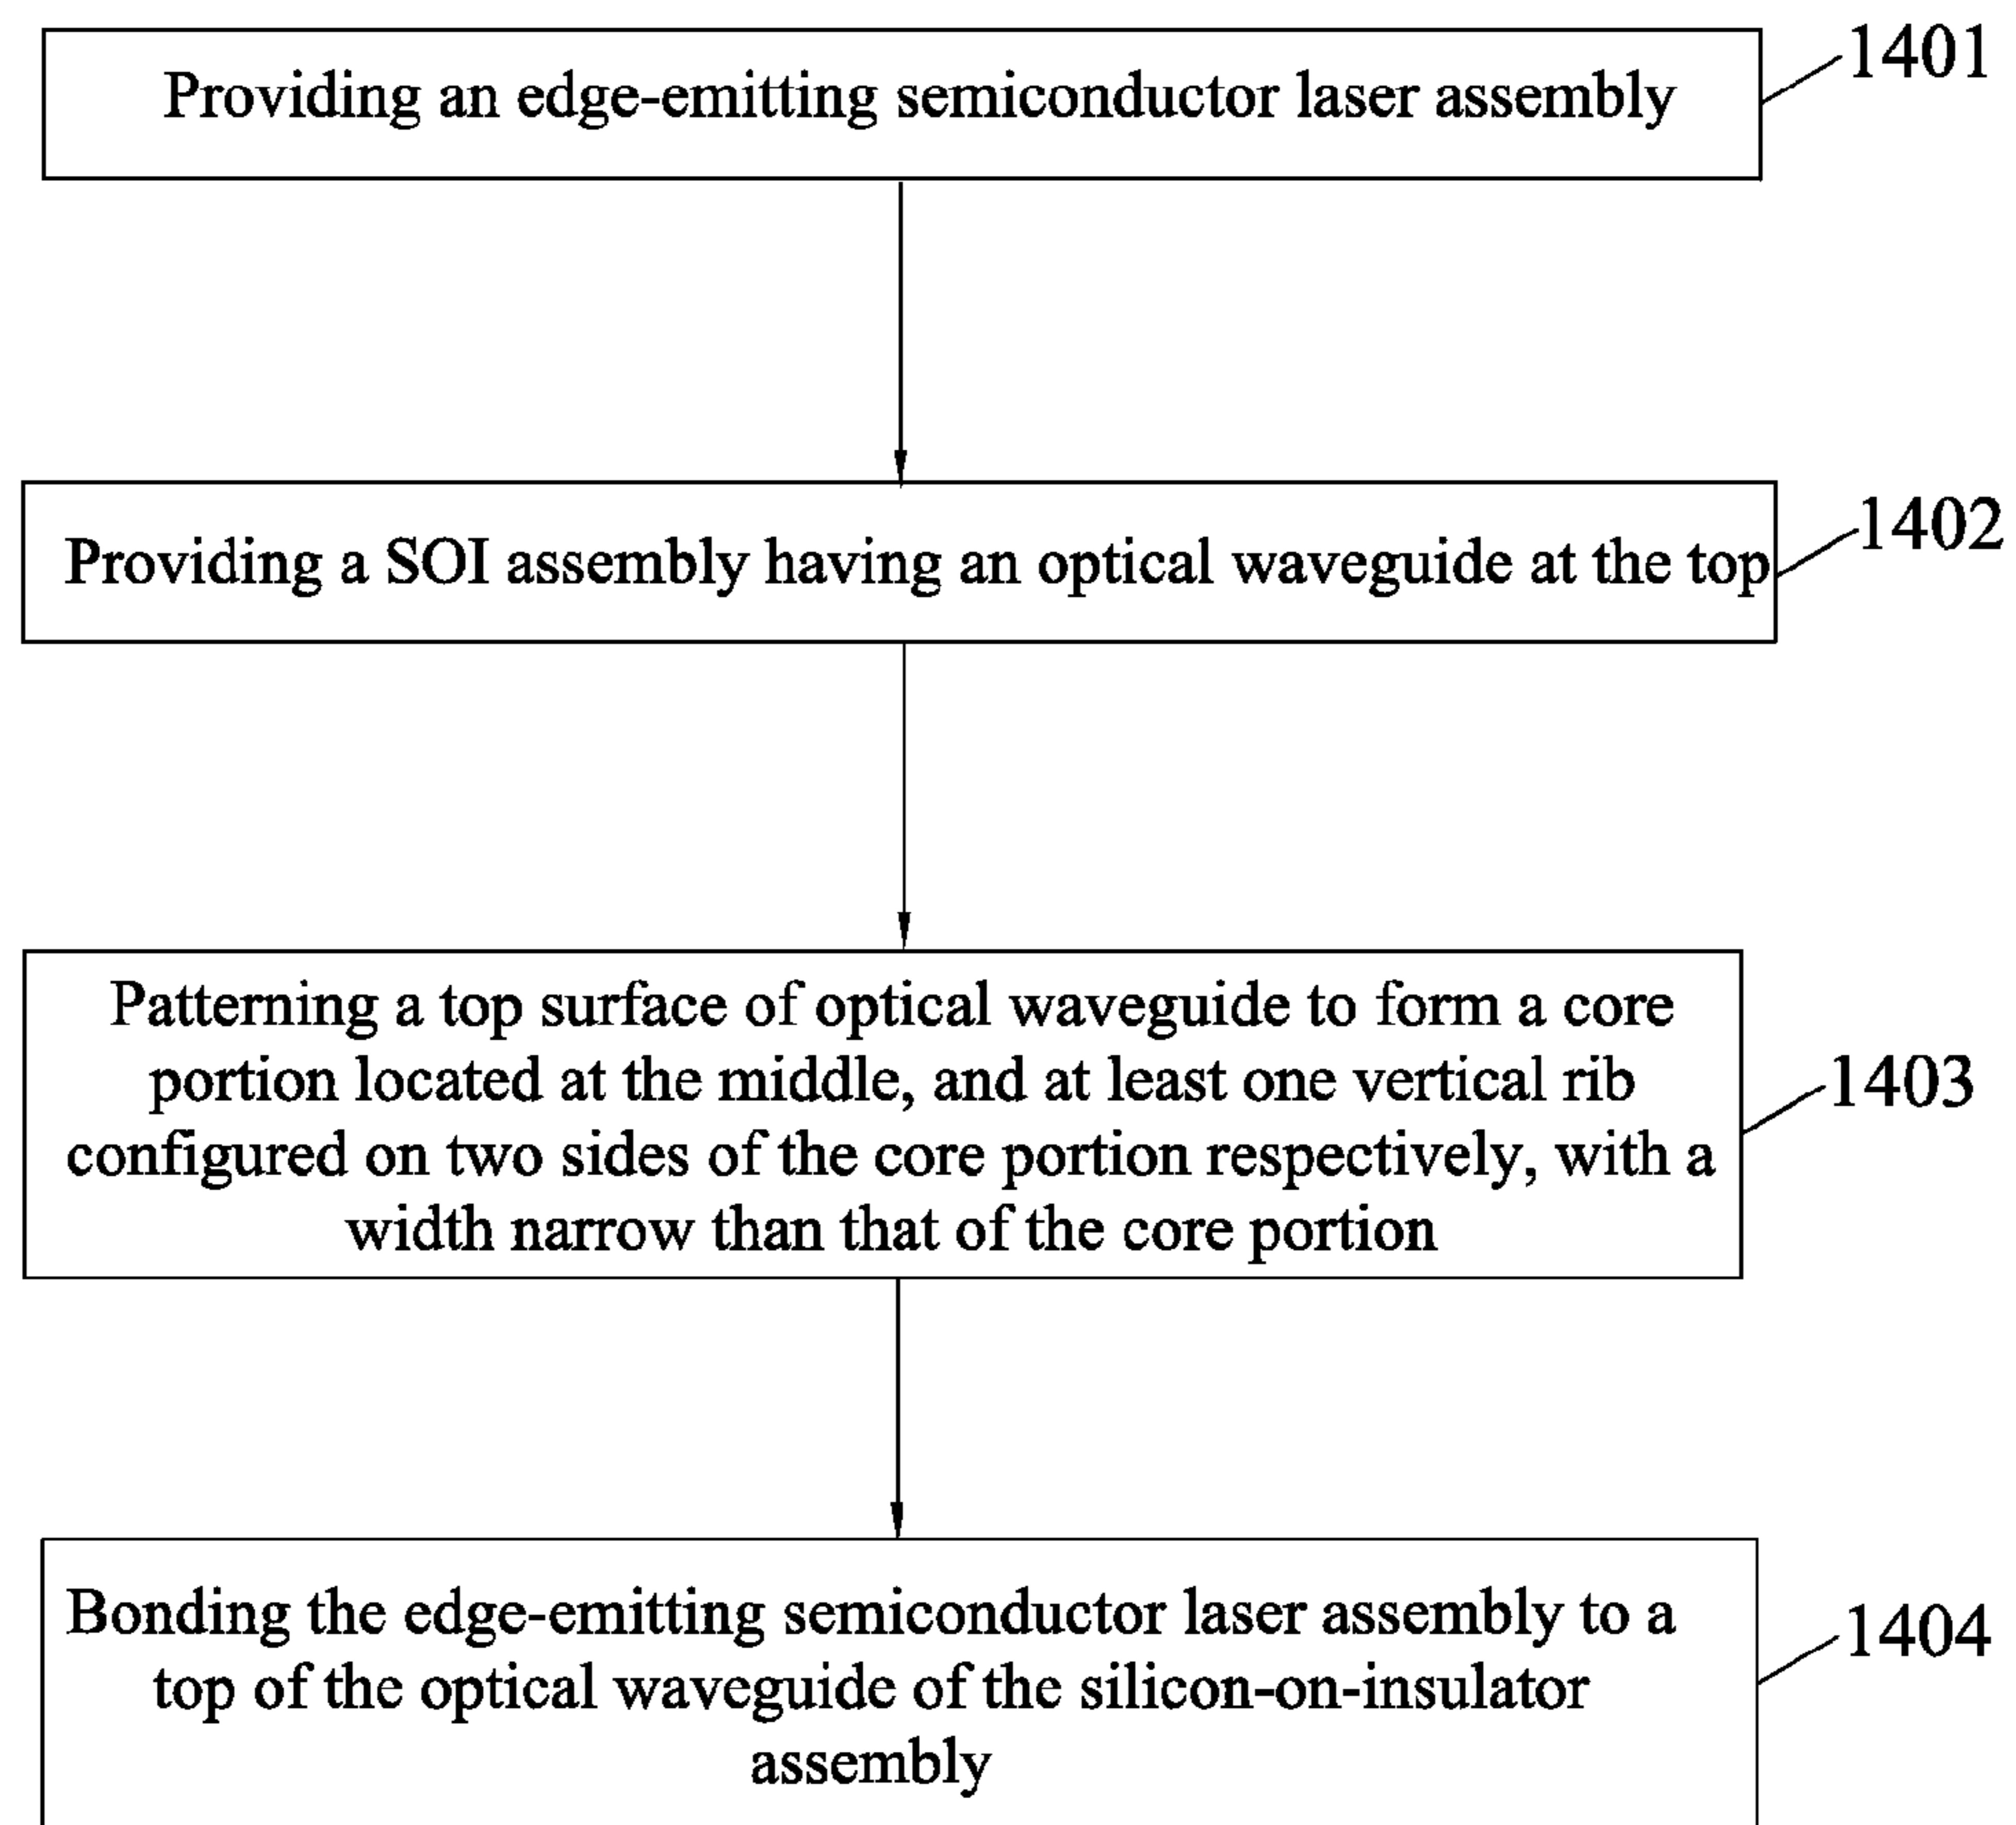 Providing an edge-emitting semiconductor laser assembly
1401
Providing a SOI assembly having an optical waveguide at the top
1402
Patterning a top surface of optical waveguide to form a core
portion located at the middle, and at least one vertical rib
configured on two sides of the core portion respectively, with a
width narrow than that of the core portion
1403
Bonding the edge-emitting semiconductor laser assembly to a
top of the optical waveguide of the silicon-on-insulator
assembly
1404